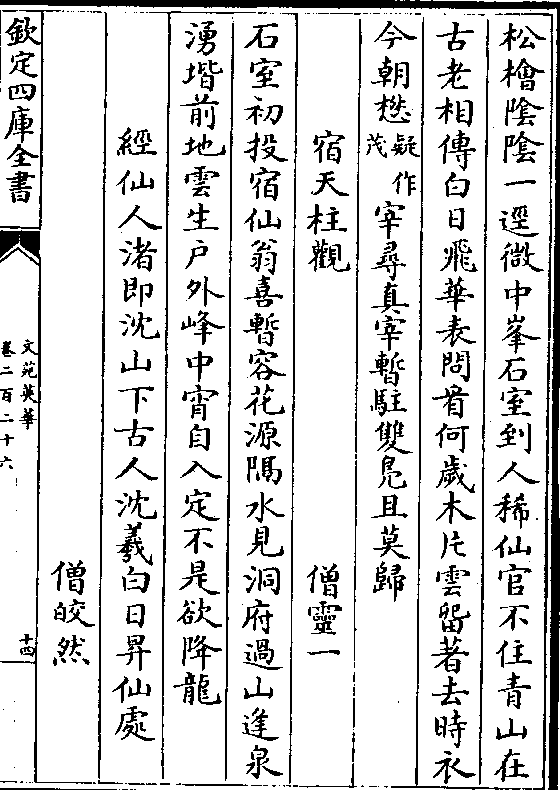 松檜陰陰一逕微中峯石室到人稀仙官不住青山在
古老相傳白日飛華表問看何歲木片雲留著去時衣
今朝楙疑作茂宰尋真宰暫駐雙鳬且莫歸
宿天柱觀 僧靈一
石室初投宿仙翁喜暫容花源隔水見洞府過山逢泉
湧堦前地雲生户外峰中宵自入定不是欲降龍
經仙人渚即沈山下古人沈羲白日昇仙處
僧皎然
欽定四庫全書
文苑英華
卷二百二十六
十四